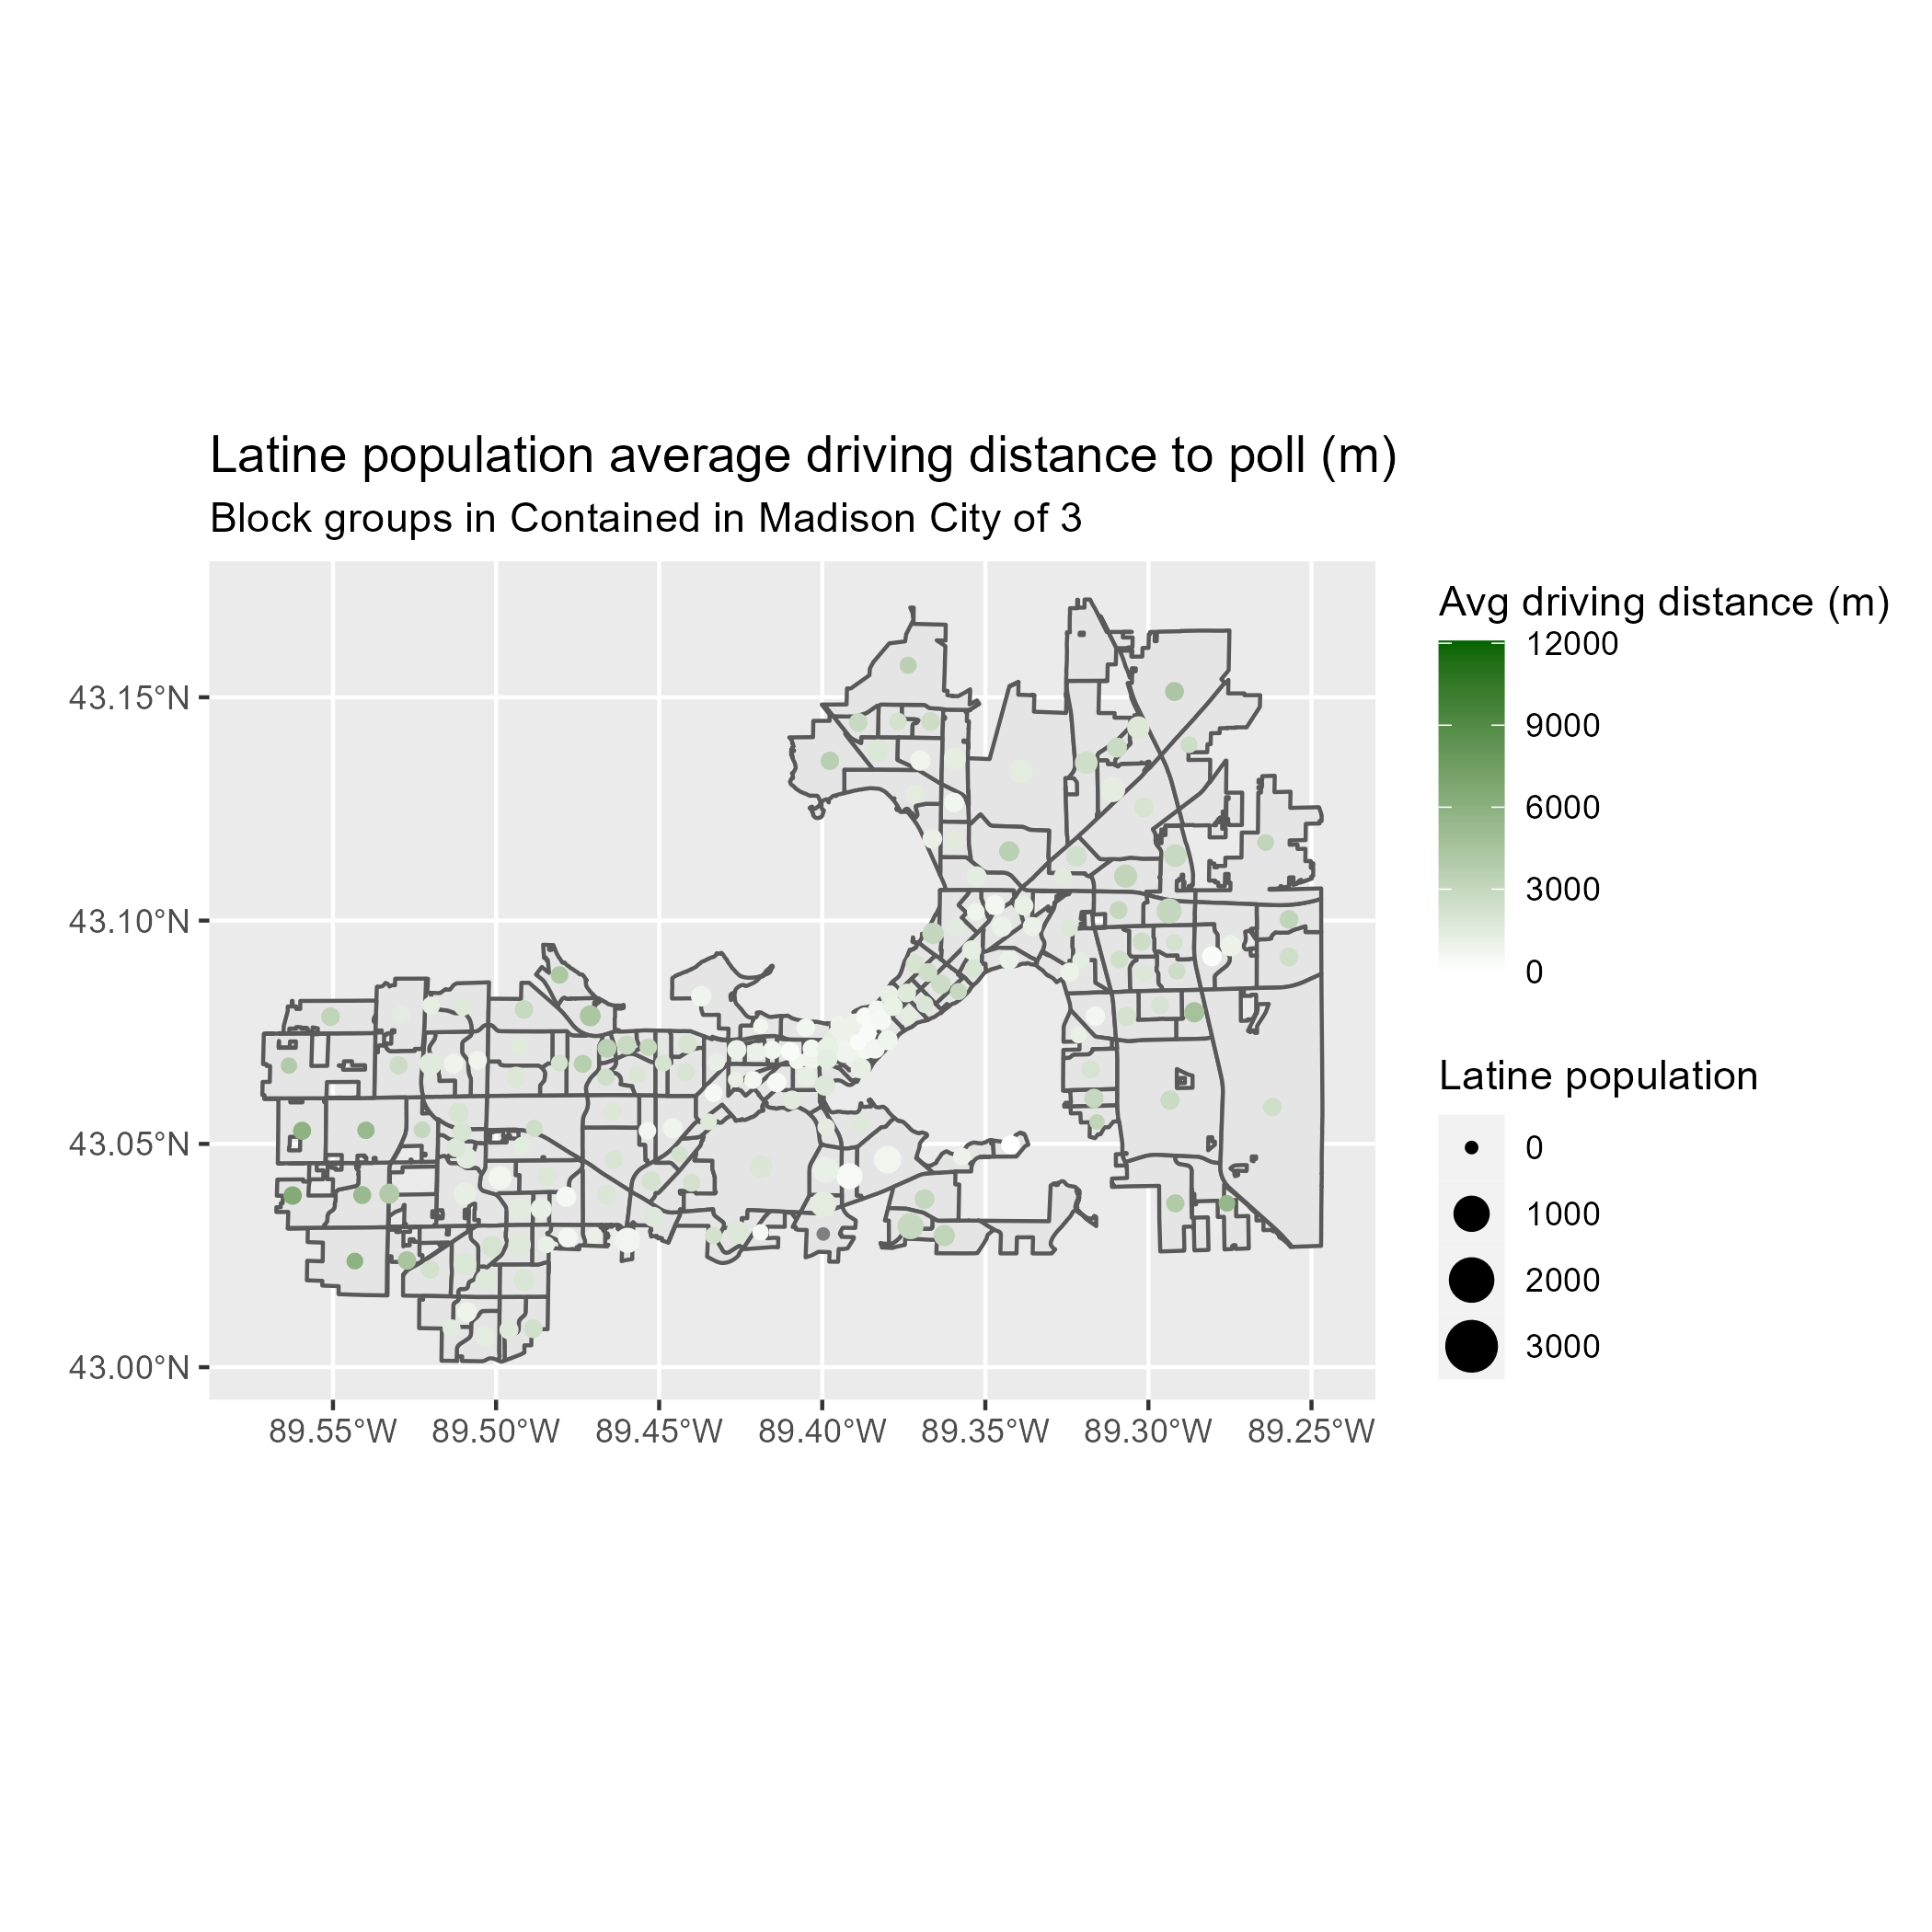 Latine population average driving distance to poll (m)
Block groups in Contained in Madison City of 3
43.15°N
43.10°N
43.05°N
43.00°N
89.55°W
89.50°W
89.45°W
89.40°W
89.35°W
89.30°W
89.25°W
Avg driving distance (m)
12000
9000
6000
3000
0
Latine population
0
1000
2000
3000